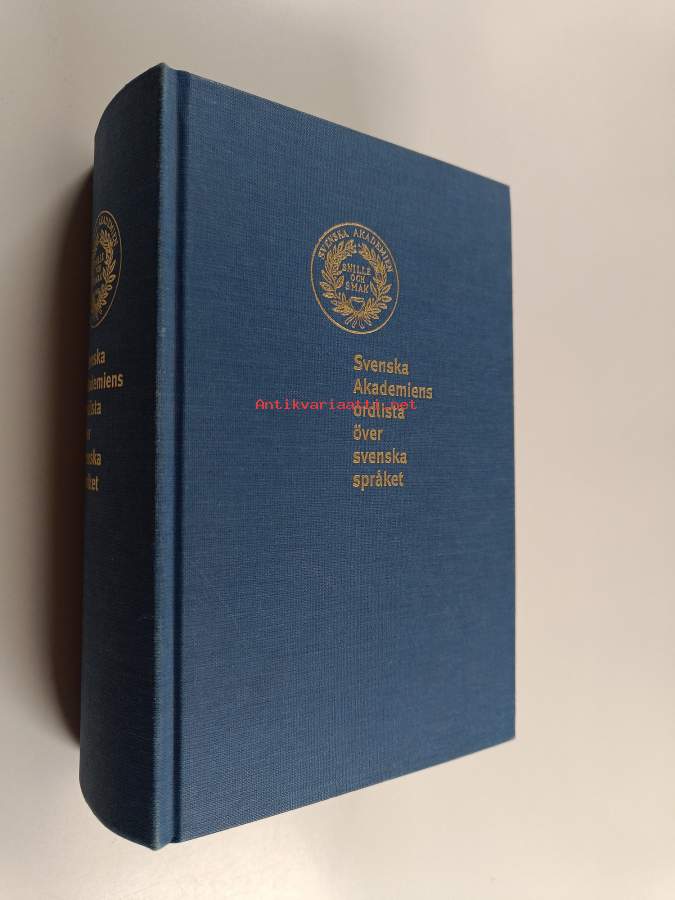 SVENSKA AKADEMIEN
SNILLE
OCH
SMAK
Svenska
Akademiens
ordlista
över
svenska
språket
Antikvariaatti.net